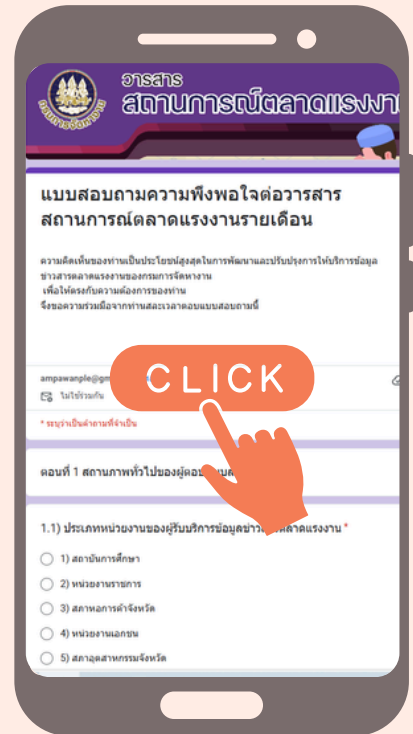 วารสาร
สถานการณ์ตลาดแรงงา
กรมการจัดหางาน
แบบสอบถามความพึงพอใจต่อวารสาร
สถานการณ์ตลาดแรงงานรายเดือน
ความคิดเห็นของท่านเป็นประโยชน์สูงสุดในการพัฒนาและปรับปรุงการให้บริการข้อมูล
ข่าวสารตลาดแรงงานของกรมการจัดหางาน
เพื่อให้ตรงกับความต้องการของท่าน
จึงขอความร่วมมือจากท่านสละเวลาตอบแบบสอบถามนี้
ampawanple@gm
CLICK
ไม่ใช้ร่วมกัน
* ระบุว่าเป็นคำถามที่จำเป็น
ตอนที่ 1 สถานภาพทั่วไปของผู้ตอบ
1.1) ประเภทหน่วยงานของผู้รับบริการข้อมูลข่าว ตลาดแรงงาน *
1) สถาบันการศึกษา
2) หน่วยงานราชการ
3) สภาหอการค้าจังหวัด
4) หน่วยงานเอกชน
5) สภาอุตสาหกรรมจังหวัด